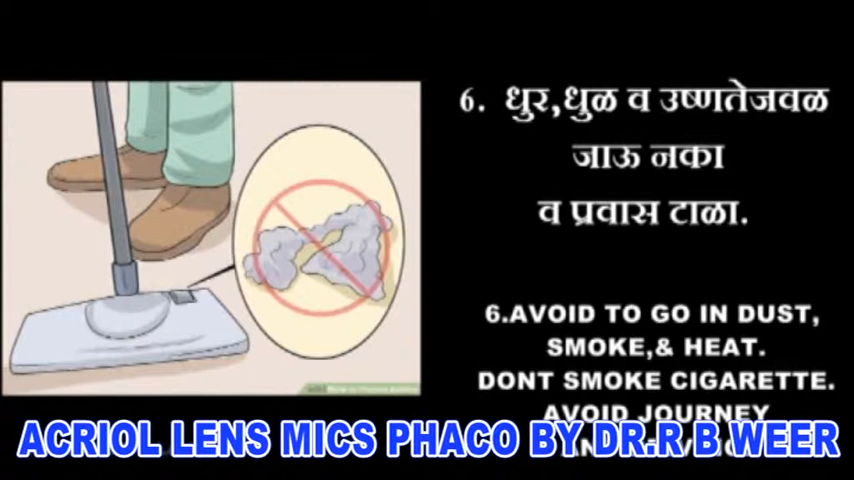 6. धुर,धुळ व उष्णतेजवळ
जाऊ नका
व प्रवास टाळा.
6.AVOID TO GO IN DUST,
SMOKE,& HEAT.
DONT SMOKE CIGARETTE.
AVOID JOURNEY
ACRIOL LENS MICS PHACO BY DR.R B WEER